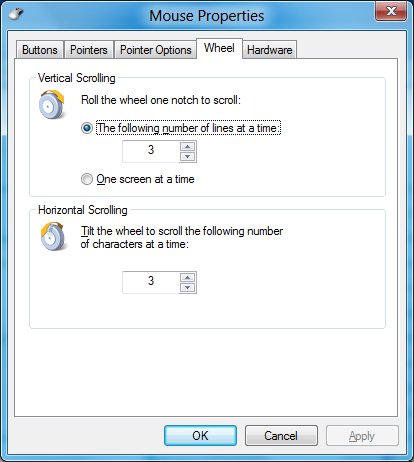 Mouse Properties
Buttons Pointers Pointer Options Wheel Hardware
Vertical Scrolling
Roll the wheel one notch to scroll:
The following number of lines at a time:
3
One screen at a time
Horizontal Scrolling
Tilt the wheel to scroll the following number
of characters at a time:
3
OK Cancel Apply